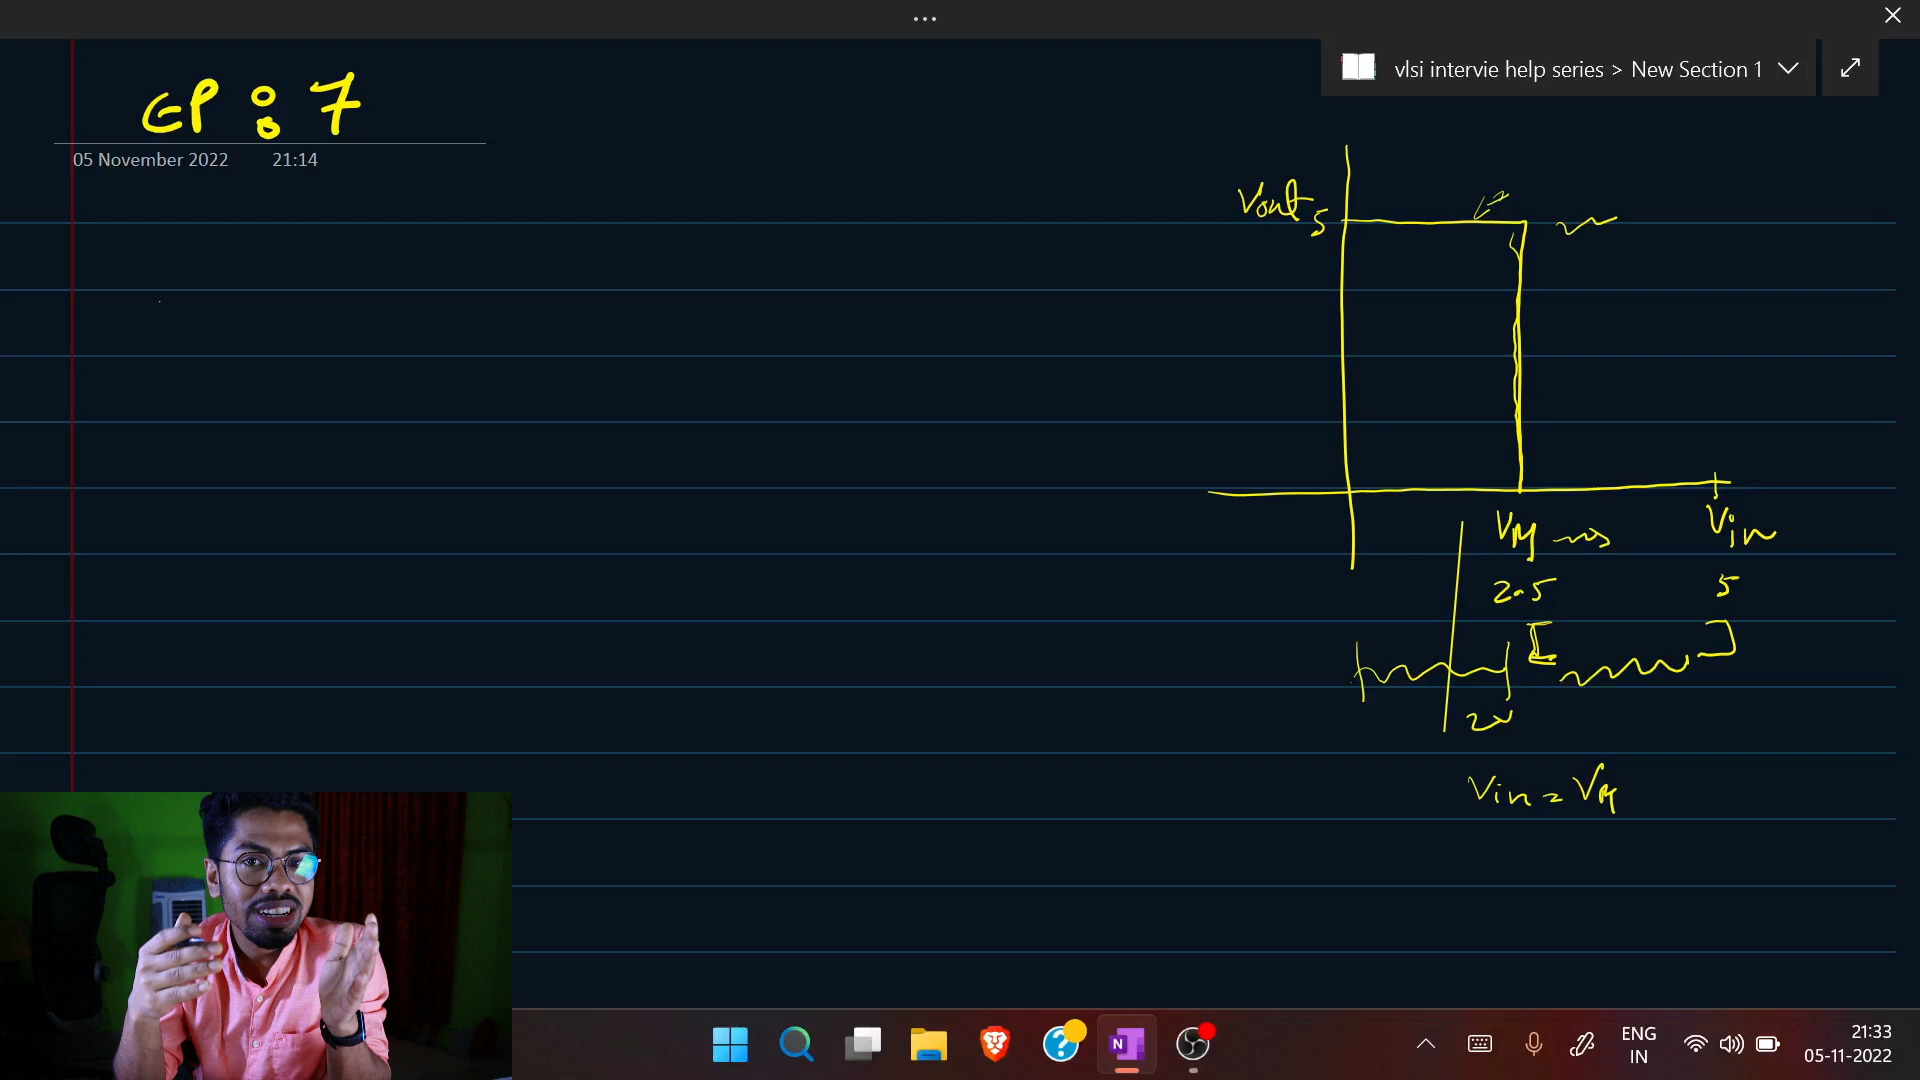 vlsi intervie help series > New Section 1
EP : 7
05 November 2022 21:14
Vout
5
VM
Vin
2.5
5
2v
Vin = VM
ENG
IN
21:33
05-11-2022